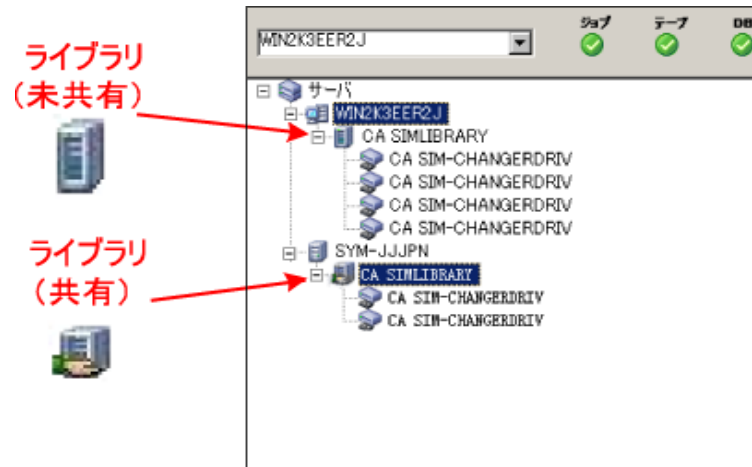 ライブラリ
（未共有）
ライブラリ
（共有）
WIN2K3EER2J
ジョブ
テープ
DB
サーバ
WIN2K3EER2J
CA SIMLIBRARY
CA SIM-CHANGERDRIV
CA SIM-CHANGERDRIV
CA SIM-CHANGERDRIV
CA SIM-CHANGERDRIV
SYM-JJJPN
CA SIMLIBRARY
CA SIM-CHANGERDRIV
CA SIM-CHANGERDRIV